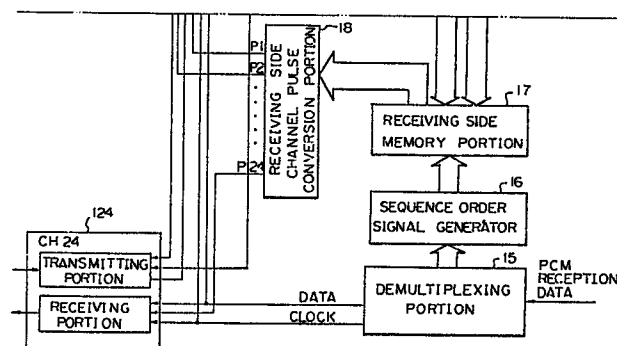 18
P1
P2
P24
RECEIVING SIDE
CHANNEL PULSE
CONVERSION PORTION
17
RECEIVING SIDE
MEMORY PORTION
16
SEQUENCE ORDER
SIGNAL GENERATOR
124
CH 24
TRANSMITTING
PORTION
RECEIVING
PORTION
DATA
CLOCK
15
DEMULTIPLEXING
PORTION
PCM
RECEPTION
DATA